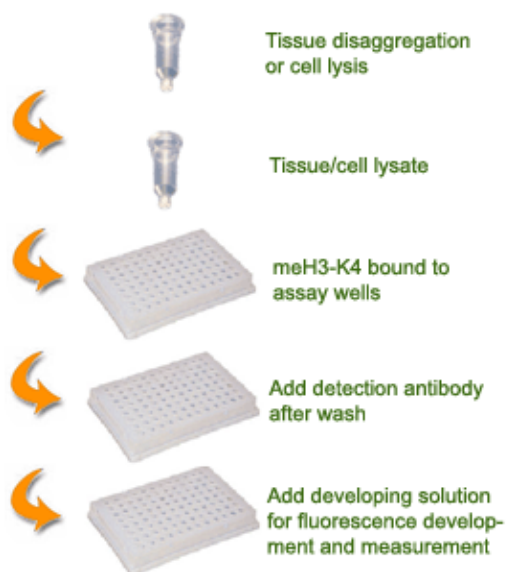 Tissue disaggregation
or cell lysis
Tissue/cell lysate
meH3-K4 bound to
assay wells
Add detection antibody
after wash
Add developing solution
for fluorescence develop-
ment and measurement